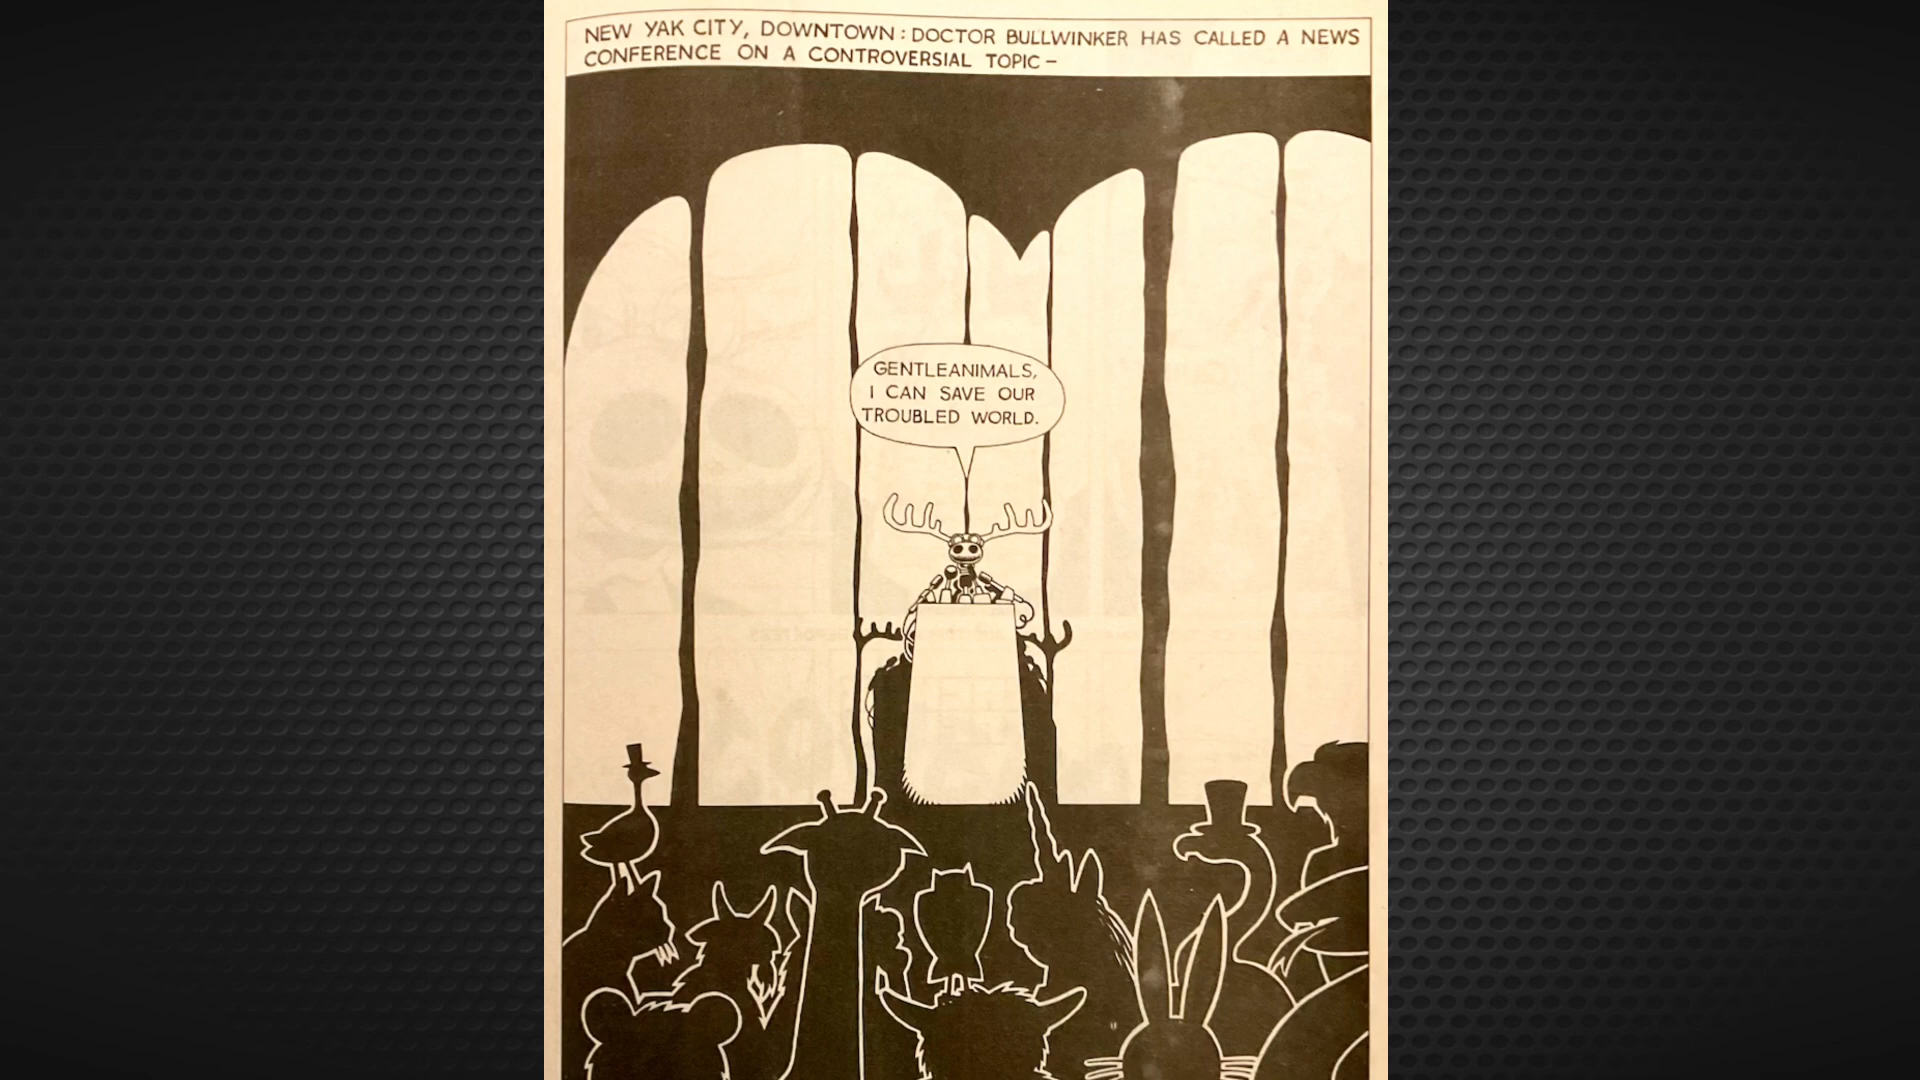 NEW YAK CITY, DOWNTOWN: DOCTOR BULLWINKER HAS CALLED A NEWS
CONFERENCE ON A CONTROVERSIAL TOPIC —
GENTLEANIMALS,
I CAN SAVE OUR
TROUBLED WORLD.